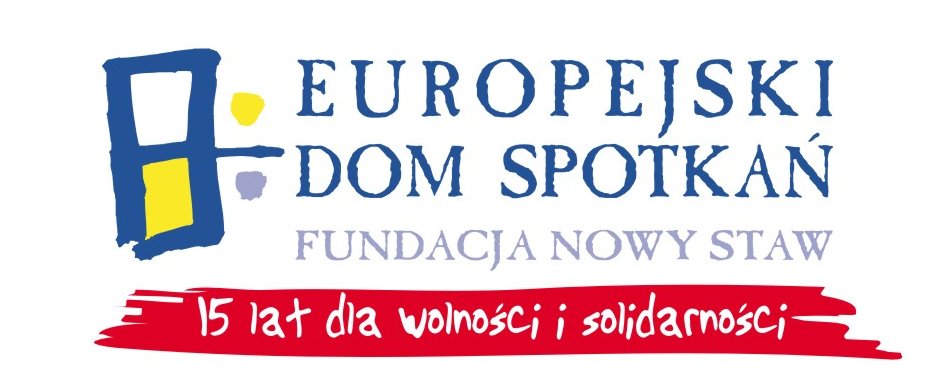 EUROPEJSKI
DOM SPOTKAŃ
FUNDACJA NOWY STAW
15 lat dla wolności i solidarności